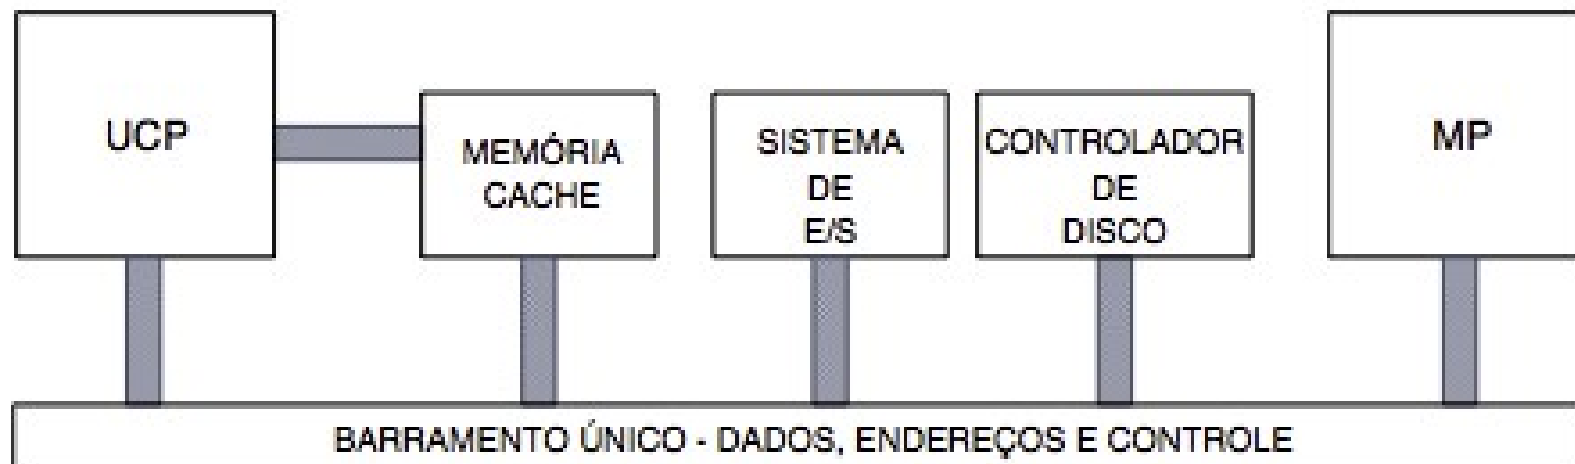 UCP
MEMÓRIA
CACHE
SISTEMA
DE
E/S
CONTROLADOR
DE
DISCO
MP
BARRAMENTO ÚNICO - DADOS, ENDEREÇOS E CONTROLE